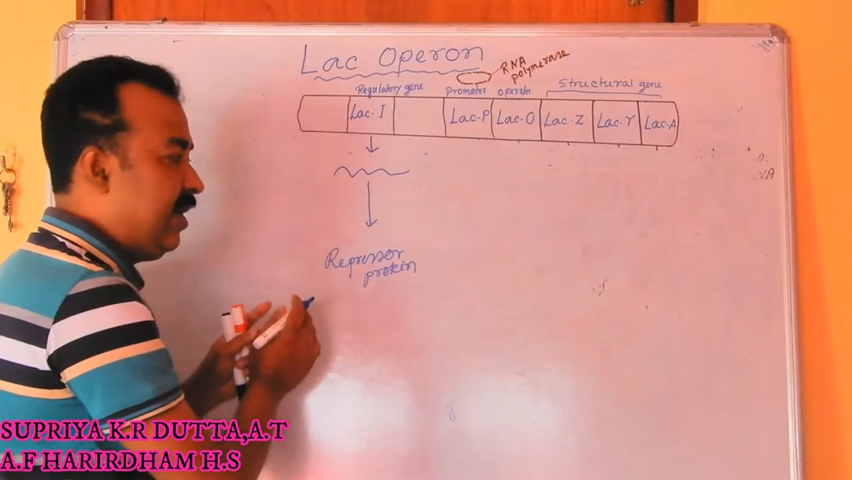 Lac Operon
RNA
polymerase
Regulatory gene
Promoter
operator
Structural gene
Lac-I
Lac-P
Lac-O
Lac-Z
Lac-Y
Lac-A
Repressor
protein
SUPRIYA K.R DUTTA,A.T
A.F HARIRDHAM H.S